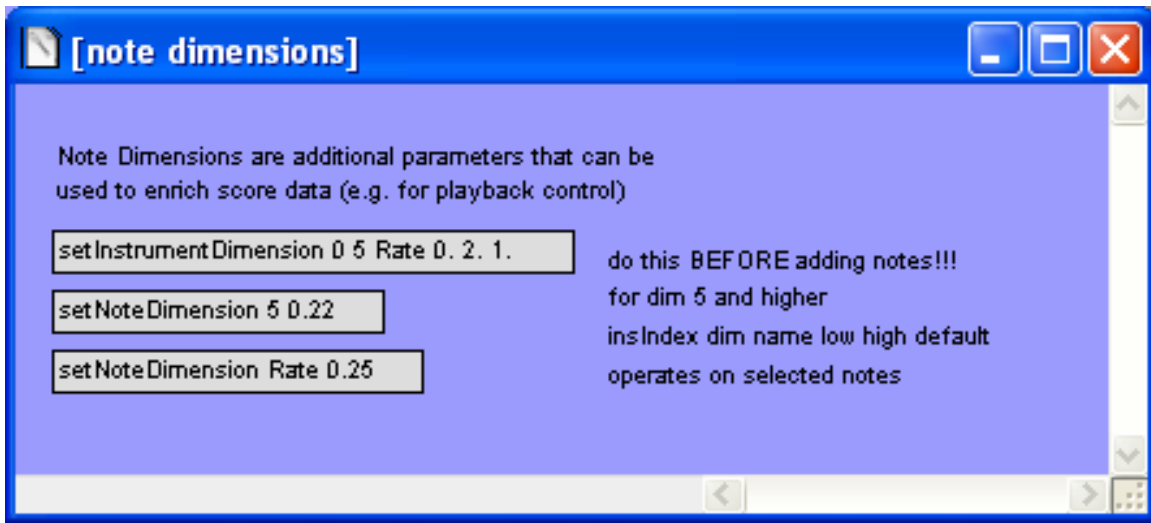 [note dimensions]
Note Dimensions are additional parameters that can be
used to enrich score data (e.g. for playback control)
setInstrumentDimension 0 5 Rate 0. 2. 1.
setNoteDimension 5 0.22
setNoteDimension Rate 0.25
do this BEFORE adding notes!!!
for dim 5 and higher
insIndex dim name low high default
operates on selected notes